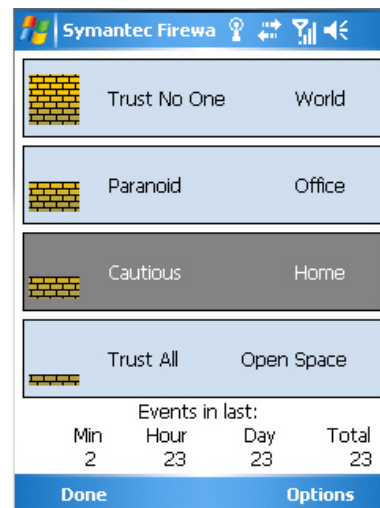 Symantec Firewa
Trust No One World
Paranoid Office
Cautious Home
Trust All Open Space
Events in last:
Min Hour Day Total
2 23 23 23
Done Options